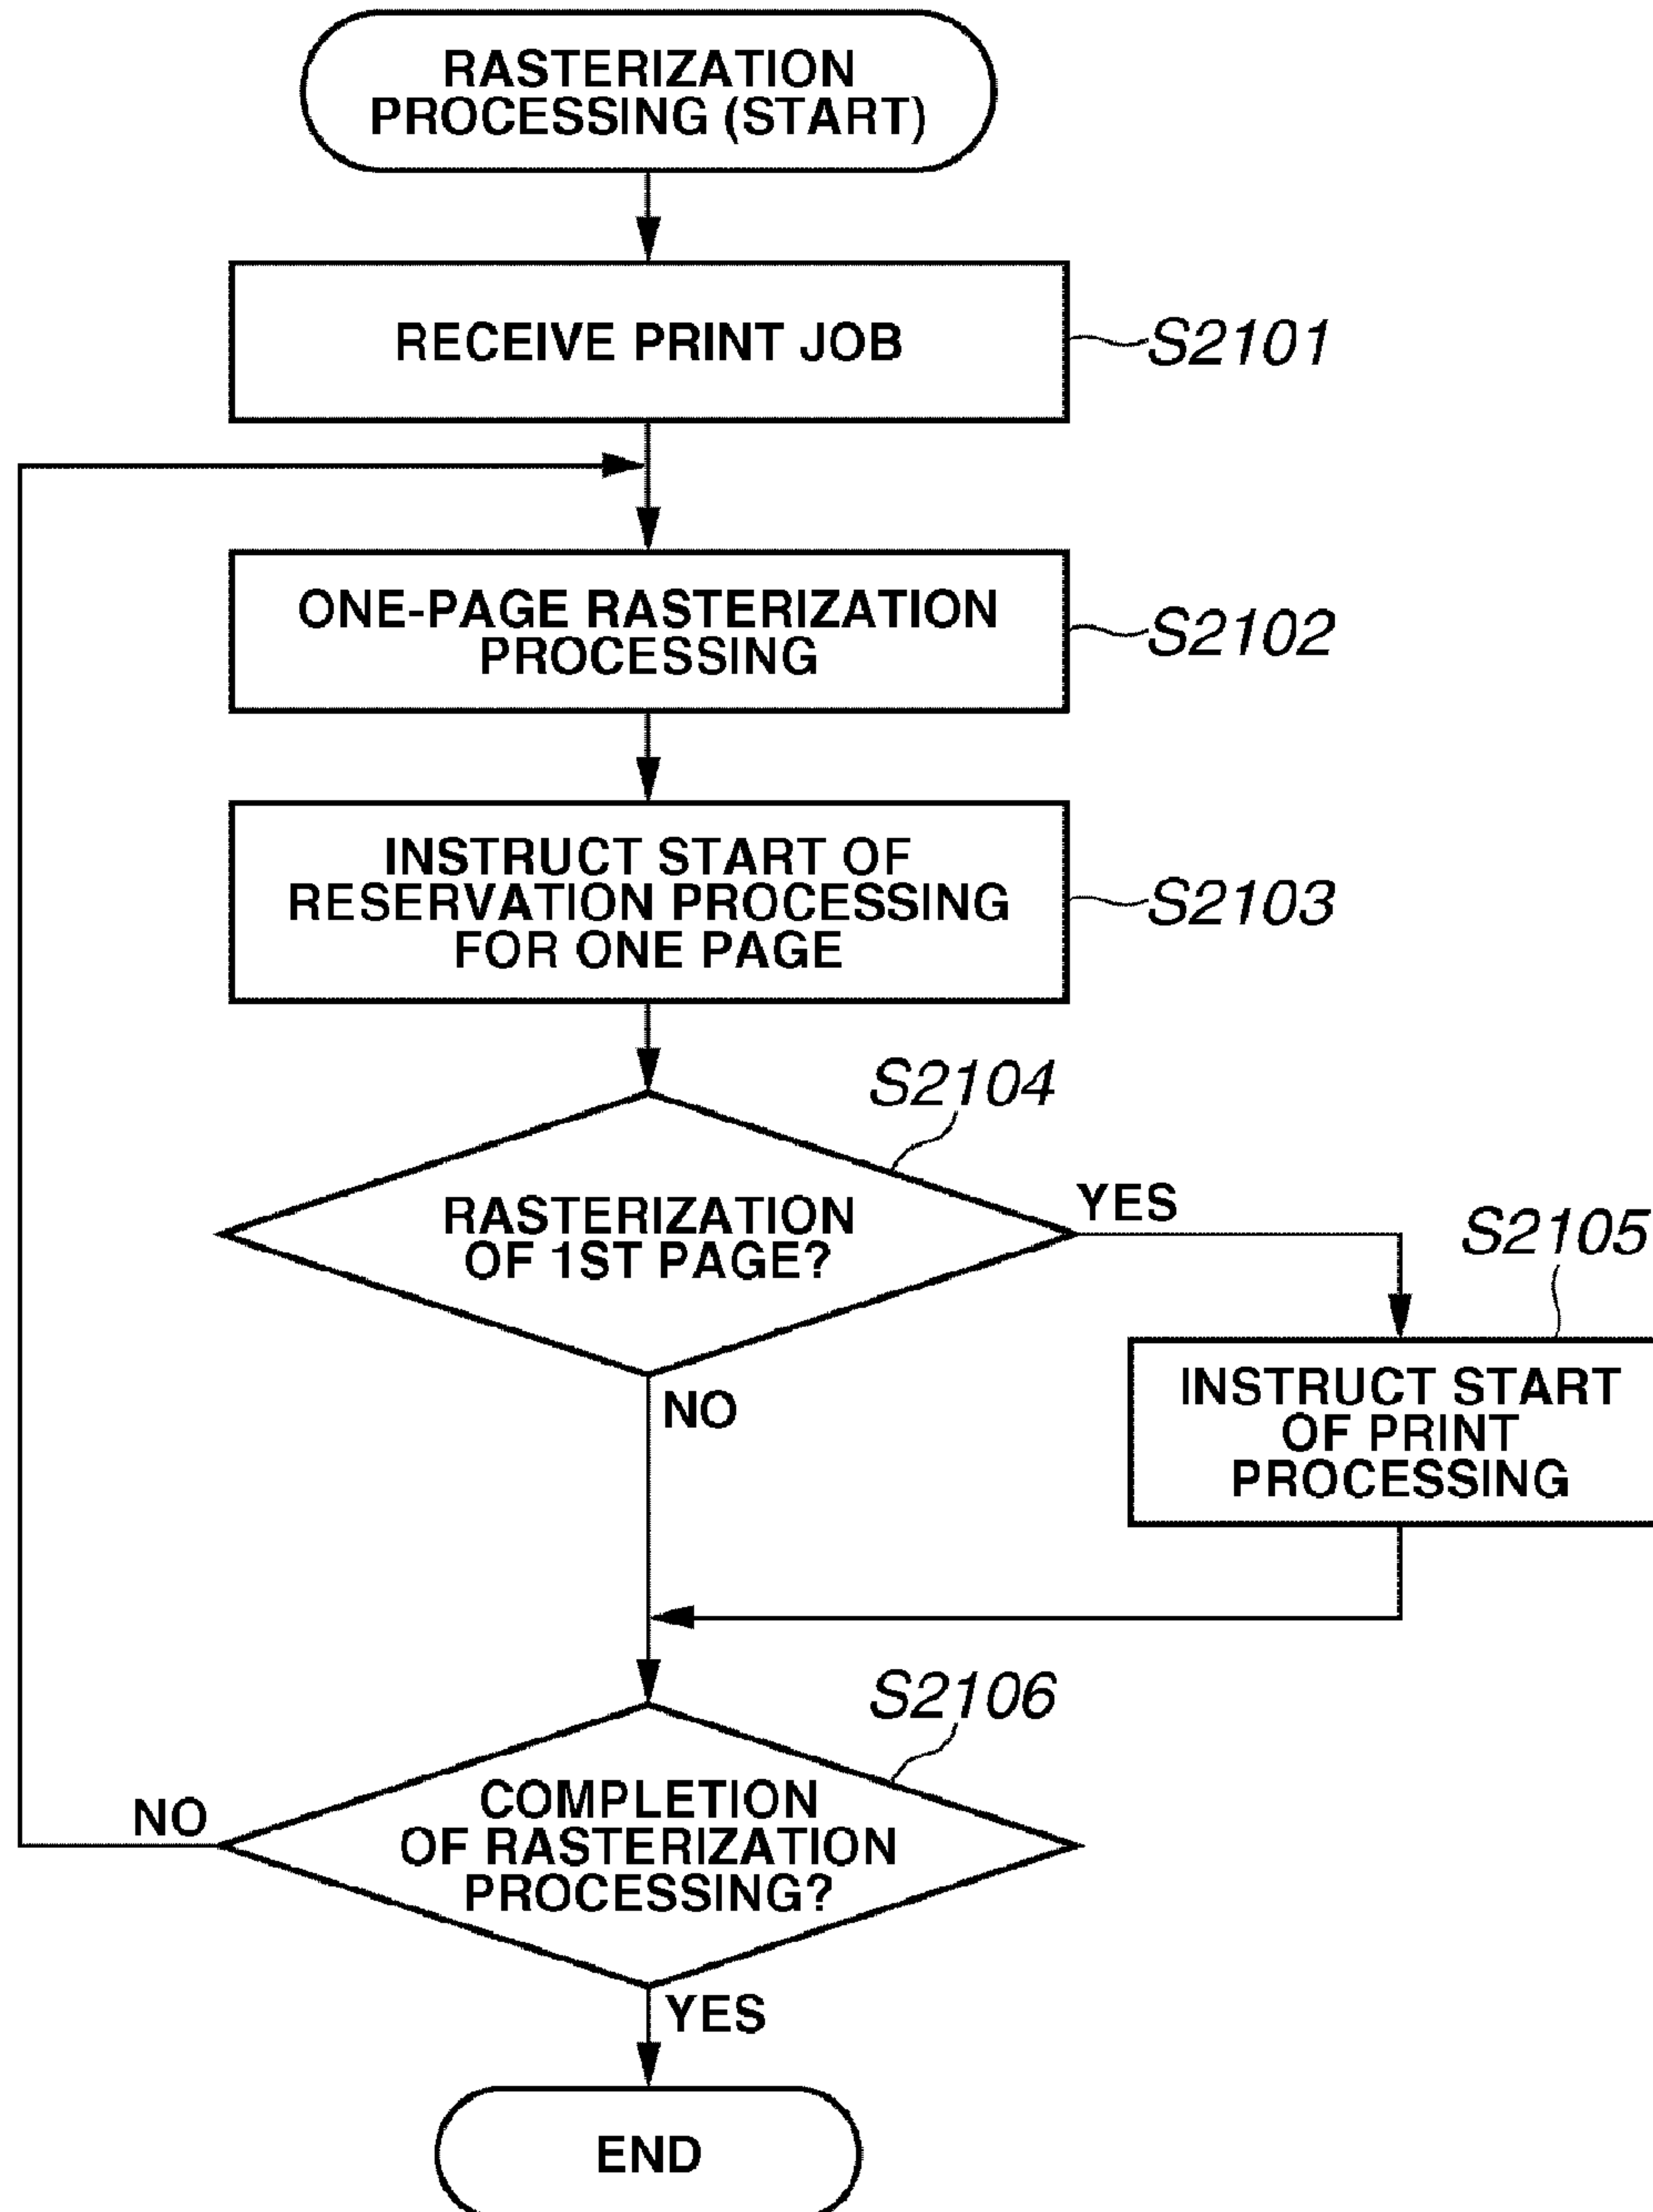 RASTERIZATION
PROCESSING (START)
RECEIVE PRINT JOB
S2101
ONE-PAGE RASTERIZATION
PROCESSING
S2102
INSTRUCT START OF
RESERVATION PROCESSING
FOR ONE PAGE
S2103
S2104
RASTERIZATION
OF 1ST PAGE?
YES
S2105
INSTRUCT START
OF PRINT
PROCESSING
NO
S2106
COMPLETION
OF RASTERIZATION
PROCESSING?
NO
YES
END